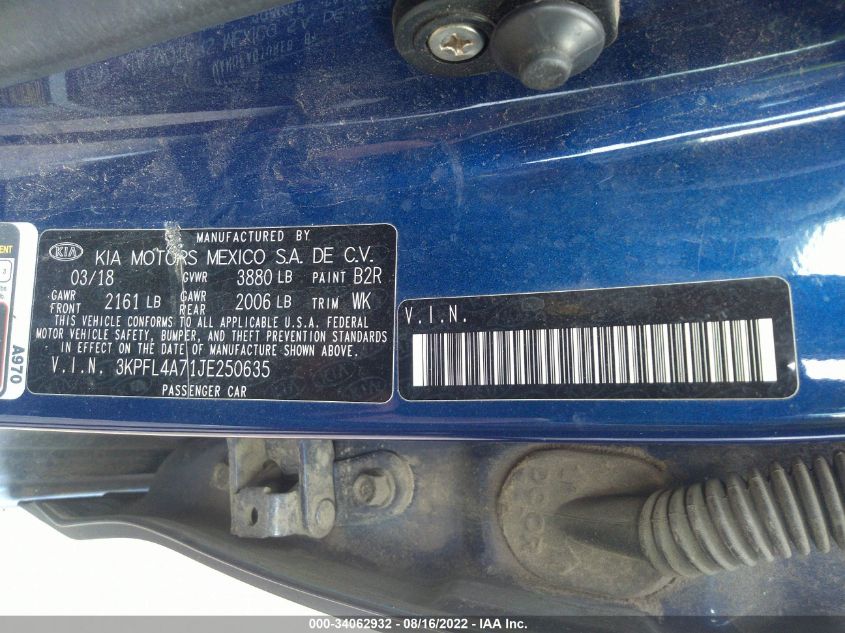 MANUFACTURED BY
KIA KIA MOTORS MEXICO S.A. DE C.V.
03/18 GVWR 3880 LB PAINT B2R
GAWR FRONT 2161 LB GAWR REAR 2006 LB TRIM WK
THIS VEHICLE CONFORMS TO ALL APPLICABLE U.S.A. FEDERAL
MOTOR VEHICLE SAFETY, BUMPER, AND THEFT PREVENTION STANDARDS
IN EFFECT ON THE DATE OF MANUFACTURE SHOWN ABOVE.
V.I.N. 3KPFL4A71JE250635
PASSENGER CAR
V.I.N.
A970
000-34062932 - 08/16/2022 - IAA Inc.